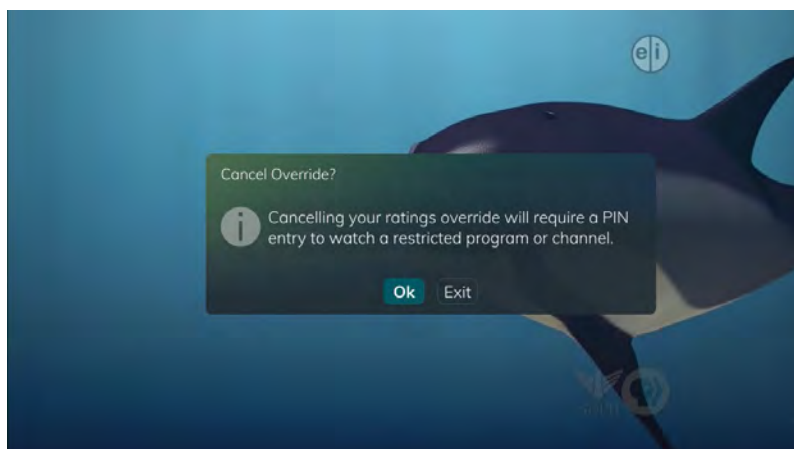 e i
Cancel Override?
i
Cancelling your ratings override will require a PIN
entry to watch a restricted program or channel.
Ok Exit